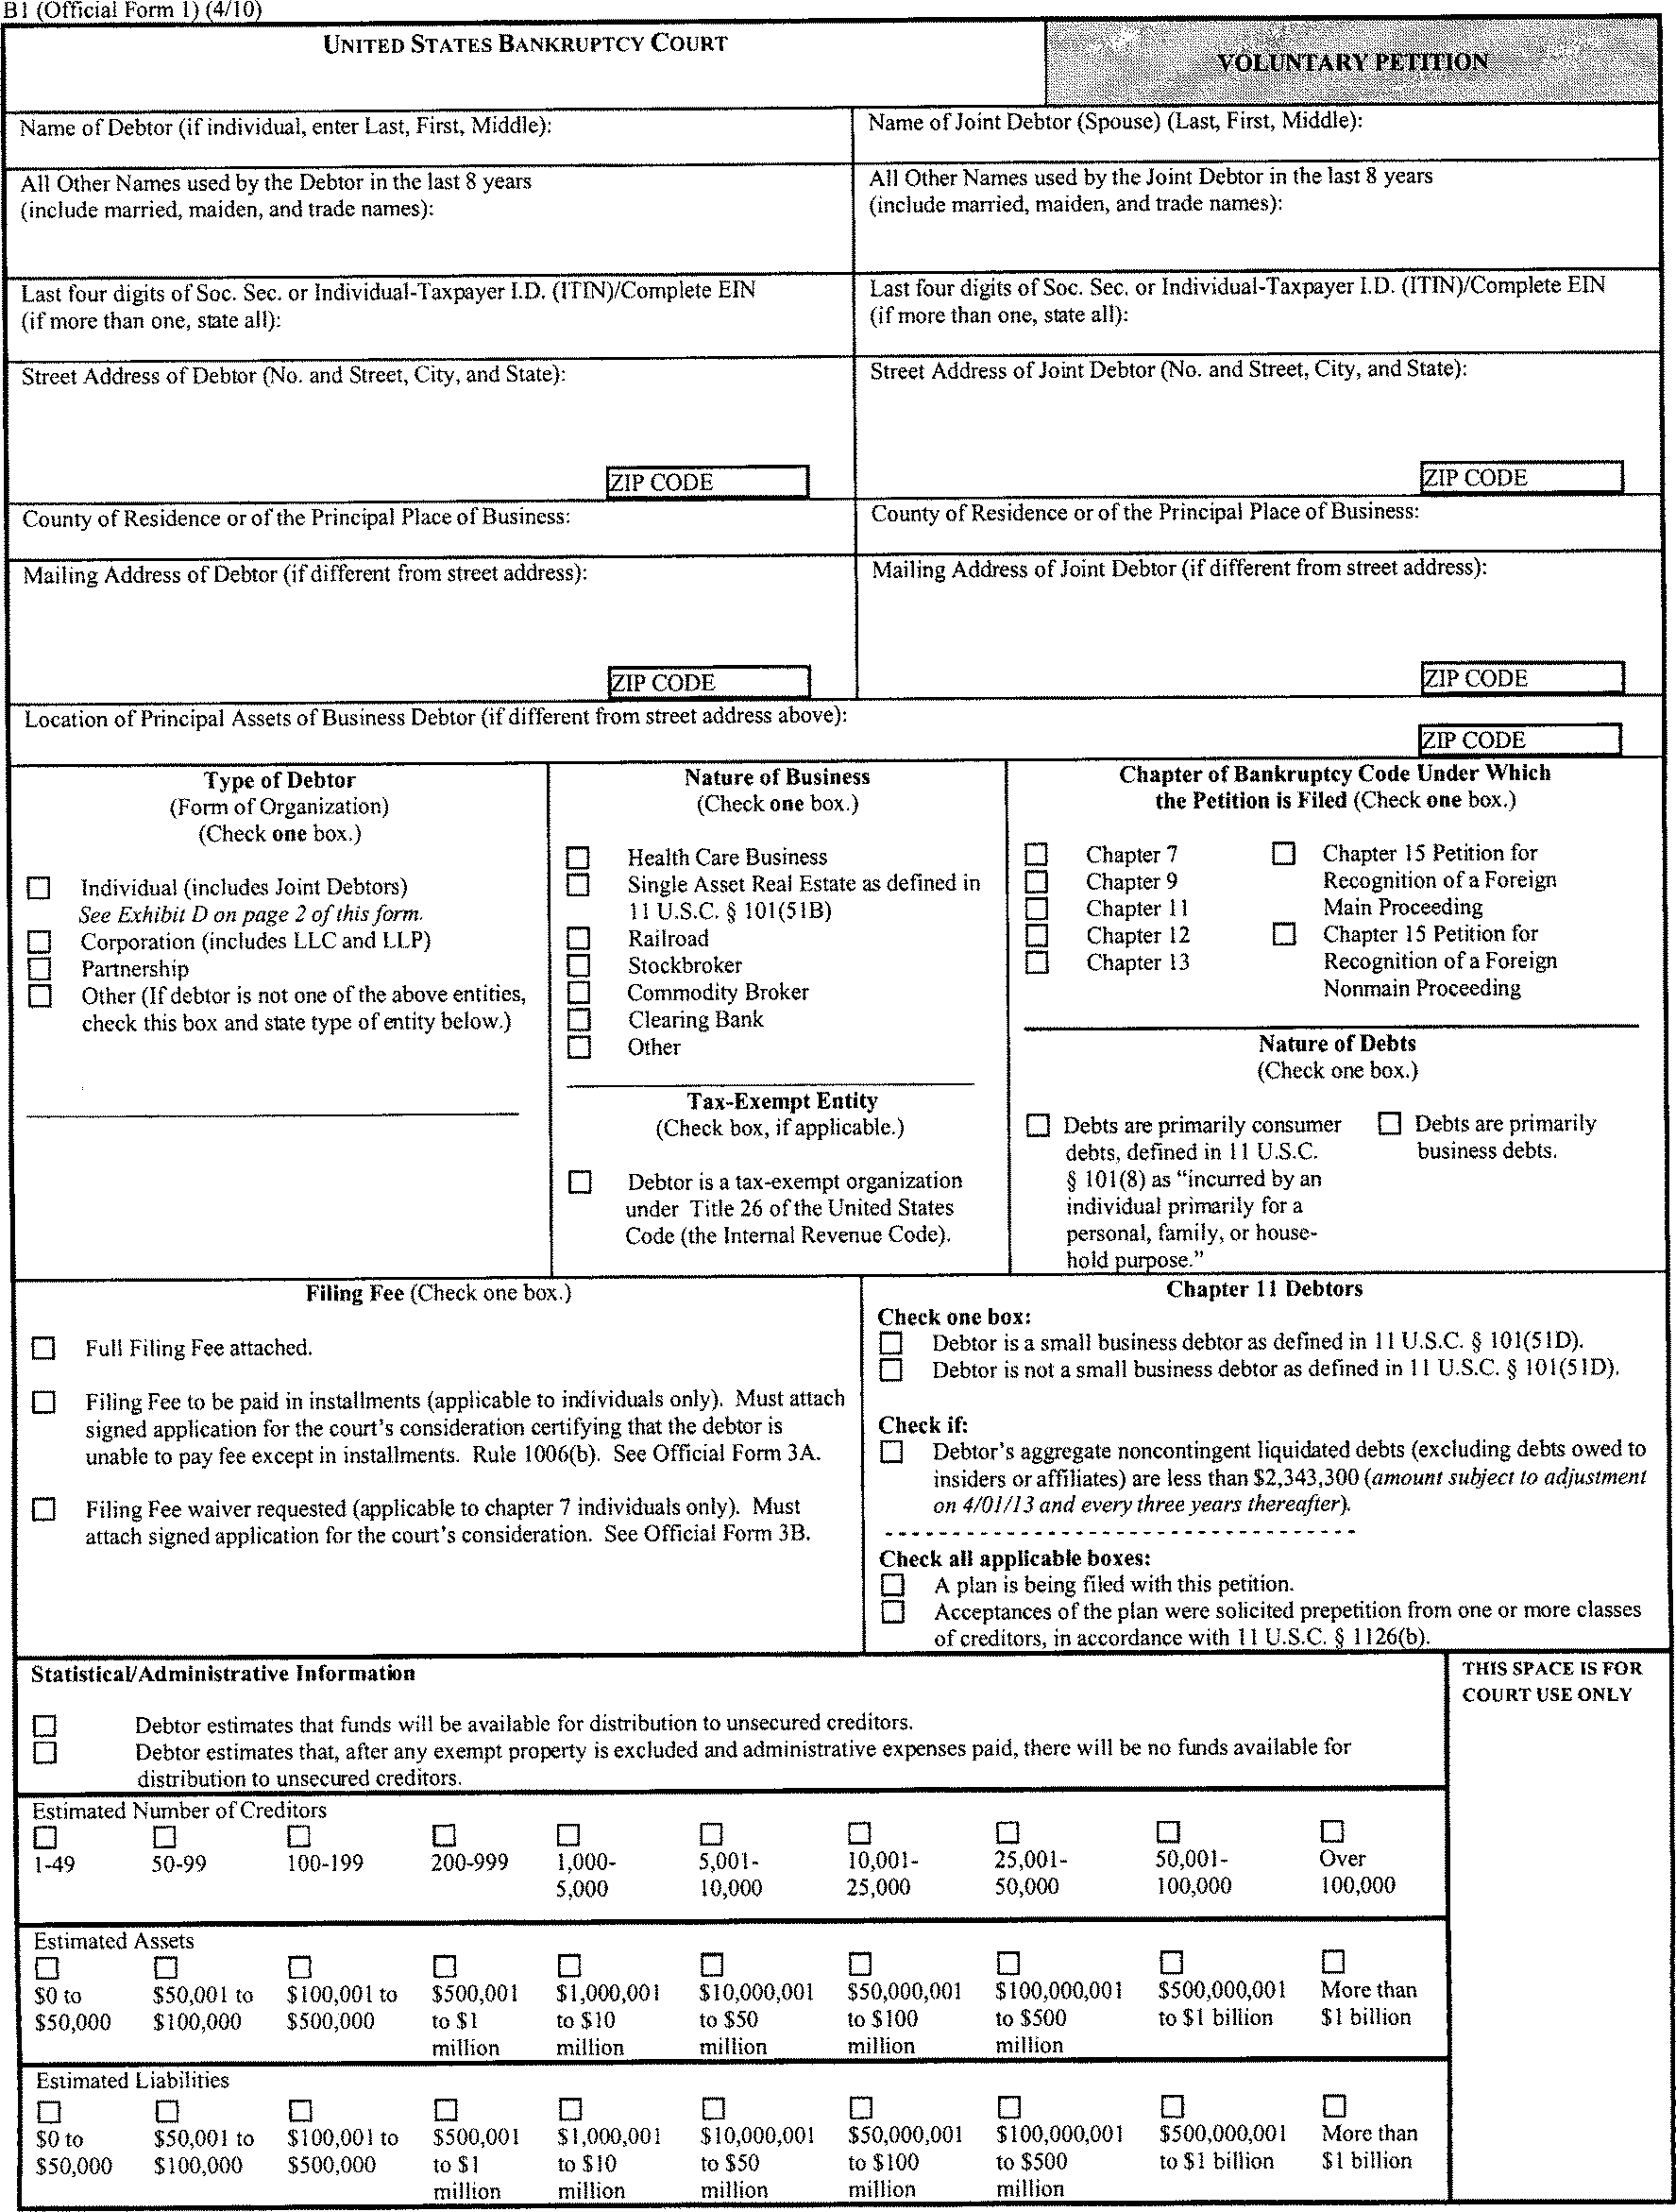 B1 (Official Form 1) (4/10)
UNITED STATES BANKRUPTCY COURT
VOLUNTARY PETITION
Name of Debtor (if individual, enter Last, First, Middle):
Name of Joint Debtor (Spouse) (Last, First, Middle):
All Other Names used by the Debtor in the last 8 years
(include married, maiden, and trade names):
All Other Names used by the Joint Debtor in the last 8 years
(include married, maiden, and trade names):
Last four digits of Soc. Sec. or Individual-Taxpayer I.D. (ITIN)/Complete EIN
(if more than one, state all):
Last four digits of Soc. Sec. or Individual-Taxpayer I.D. (ITIN)/Complete EIN
(if more than one, state all):
Street Address of Debtor (No. and Street, City, and State):
ZIP CODE
Street Address of Joint Debtor (No. and Street, City, and State):
ZIP CODE
County of Residence or of the Principal Place of Business:
County of Residence or of the Principal Place of Business:
Mailing Address of Debtor (if different from street address):
ZIP CODE
Mailing Address of Joint Debtor (if different from street address):
ZIP CODE
Location of Principal Assets of Business Debtor (if different from street address above):
ZIP CODE
Type of Debtor
(Form of Organization)
(Check one box.)
Individual (includes Joint Debtors)
See Exhibit D on page 2 of this form.
Corporation (includes LLC and LLP)
Partnership
Other (If debtor is not one of the above entities,
check this box and state type of entity below.)
Nature of Business
(Check one box.)
Health Care Business
Single Asset Real Estate as defined in
11 U.S.C. § 101(51B)
Railroad
Stockbroker
Commodity Broker
Clearing Bank
Other
Tax-Exempt Entity
(Check box, if applicable.)
Debtor is a tax-exempt organization
under Title 26 of the United States
Code (the Internal Revenue Code).
Chapter of Bankruptcy Code Under Which
the Petition is Filed (Check one box.)
Chapter 7
Chapter 9
Chapter 11
Chapter 12
Chapter 13
Chapter 15 Petition for
Recognition of a Foreign
Main Proceeding
Chapter 15 Petition for
Recognition of a Foreign
Nonmain Proceeding
Nature of Debts
(Check one box.)
Debts are primarily consumer
debts, defined in 11 U.S.C.
§ 101(8) as “incurred by an
individual primarily for a
personal, family, or house-
hold purpose.”
Debts are primarily
business debts.
Filing Fee (Check one box.)
Full Filing Fee attached.
Filing Fee to be paid in installments (applicable to individuals only). Must attach
signed application for the court’s consideration certifying that the debtor is
unable to pay fee except in installments. Rule 1006(b). See Official Form 3A.
Filing Fee waiver requested (applicable to chapter 7 individuals only). Must
attach signed application for the court’s consideration. See Official Form 3B.
Chapter 11 Debtors
Check one box:
Debtor is a small business debtor as defined in 11 U.S.C. § 101(51D).
Debtor is not a small business debtor as defined in 11 U.S.C. § 101(51D).
Check if:
Debtor’s aggregate noncontingent liquidated debts (excluding debts owed to
insiders or affiliates) are less than $2,343,300 (amount subject to adjustment
on 4/01/13 and every three years thereafter).
Check all applicable boxes:
A plan is being filed with this petition.
Acceptances of the plan were solicited prepetition from one or more classes
of creditors, in accordance with 11 U.S.C. § 1126(b).
Statistical/Administrative Information
THIS SPACE IS FOR
COURT USE ONLY
Debtor estimates that funds will be available for distribution to unsecured creditors.
Debtor estimates that, after any exempt property is excluded and administrative expenses paid, there will be no funds available for
distribution to unsecured creditors.
Estimated Number of Creditors
1-49 50-99 100-199 200-999 1,000- 5,001- 10,001- 25,001- 50,001- Over
5,000 10,000 25,000 50,000 100,000 100,000
Estimated Assets
$0 to $50,001 to $100,001 to $500,001 $1,000,001 $10,000,001 $50,000,001 $100,000,001 $500,000,001 More than
$50,000 $100,000 $500,000 to $1 to $10 to $50 to $100 to $500 to $1 billion $1 billion
million million million million million
Estimated Liabilities
$0 to $50,001 to $100,001 to $500,001 $1,000,001 $10,000,001 $50,000,001 $100,000,001 $500,000,001 More than
$50,000 $100,000 $500,000 to $1 to $10 to $50 to $100 to $500 to $1 billion $1 billion
million million million million million